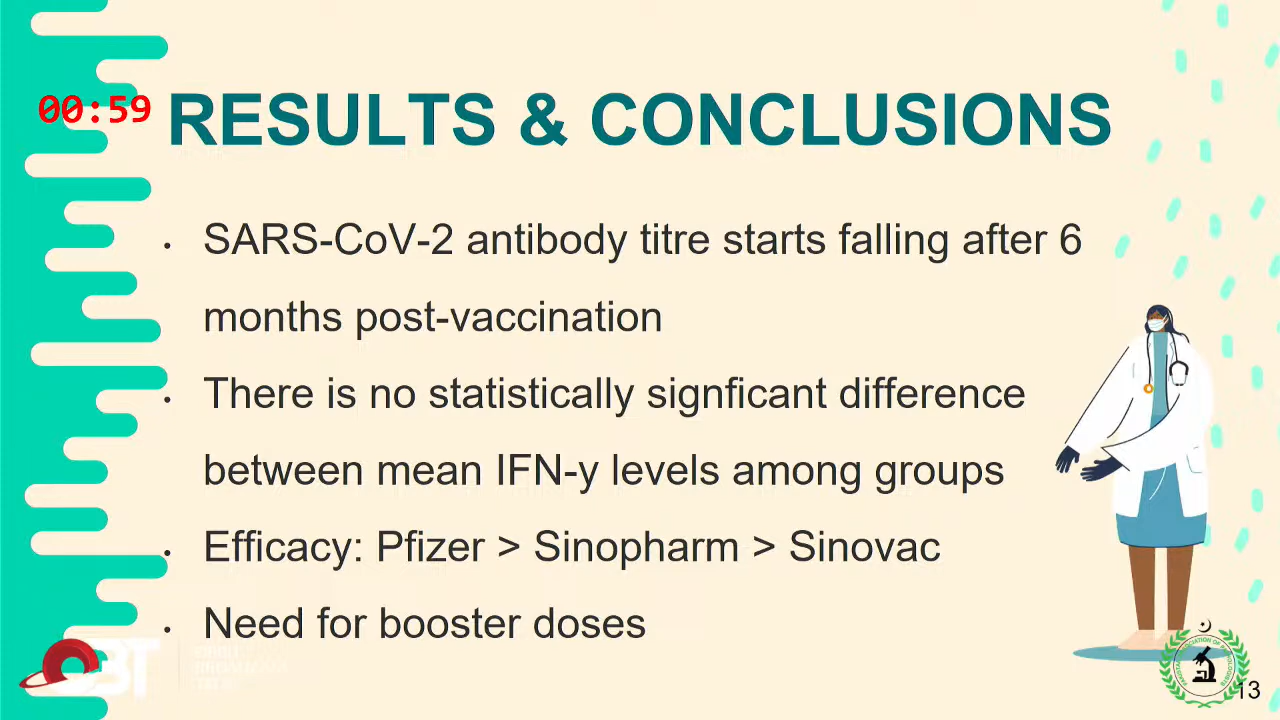 00:59
RESULTS & CONCLUSIONS
• SARS-CoV-2 antibody titre starts falling after 6
months post-vaccination
• There is no statistically signficant difference
between mean IFN-y levels among groups
• Efficacy: Pfizer > Sinopharm > Sinovac
• Need for booster doses
13